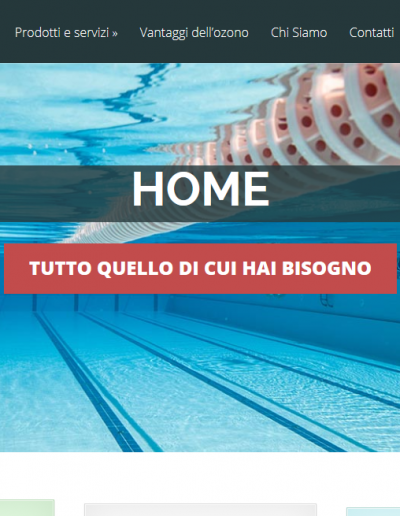 Prodotti e servizi » Vantaggi dell'ozono Chi Siamo Contatti
HOME
TUTTO QUELLO DI CUI HAI BISOGNO